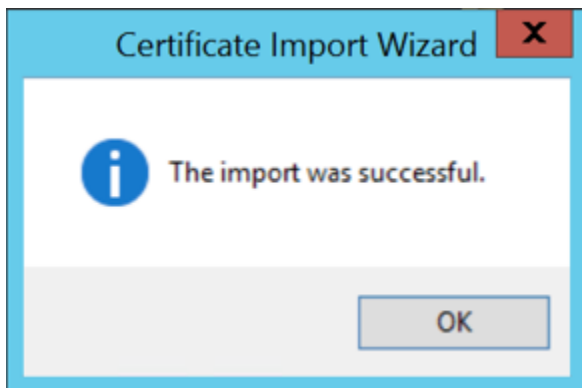 Certificate Import Wizard
The import was successful.
OK